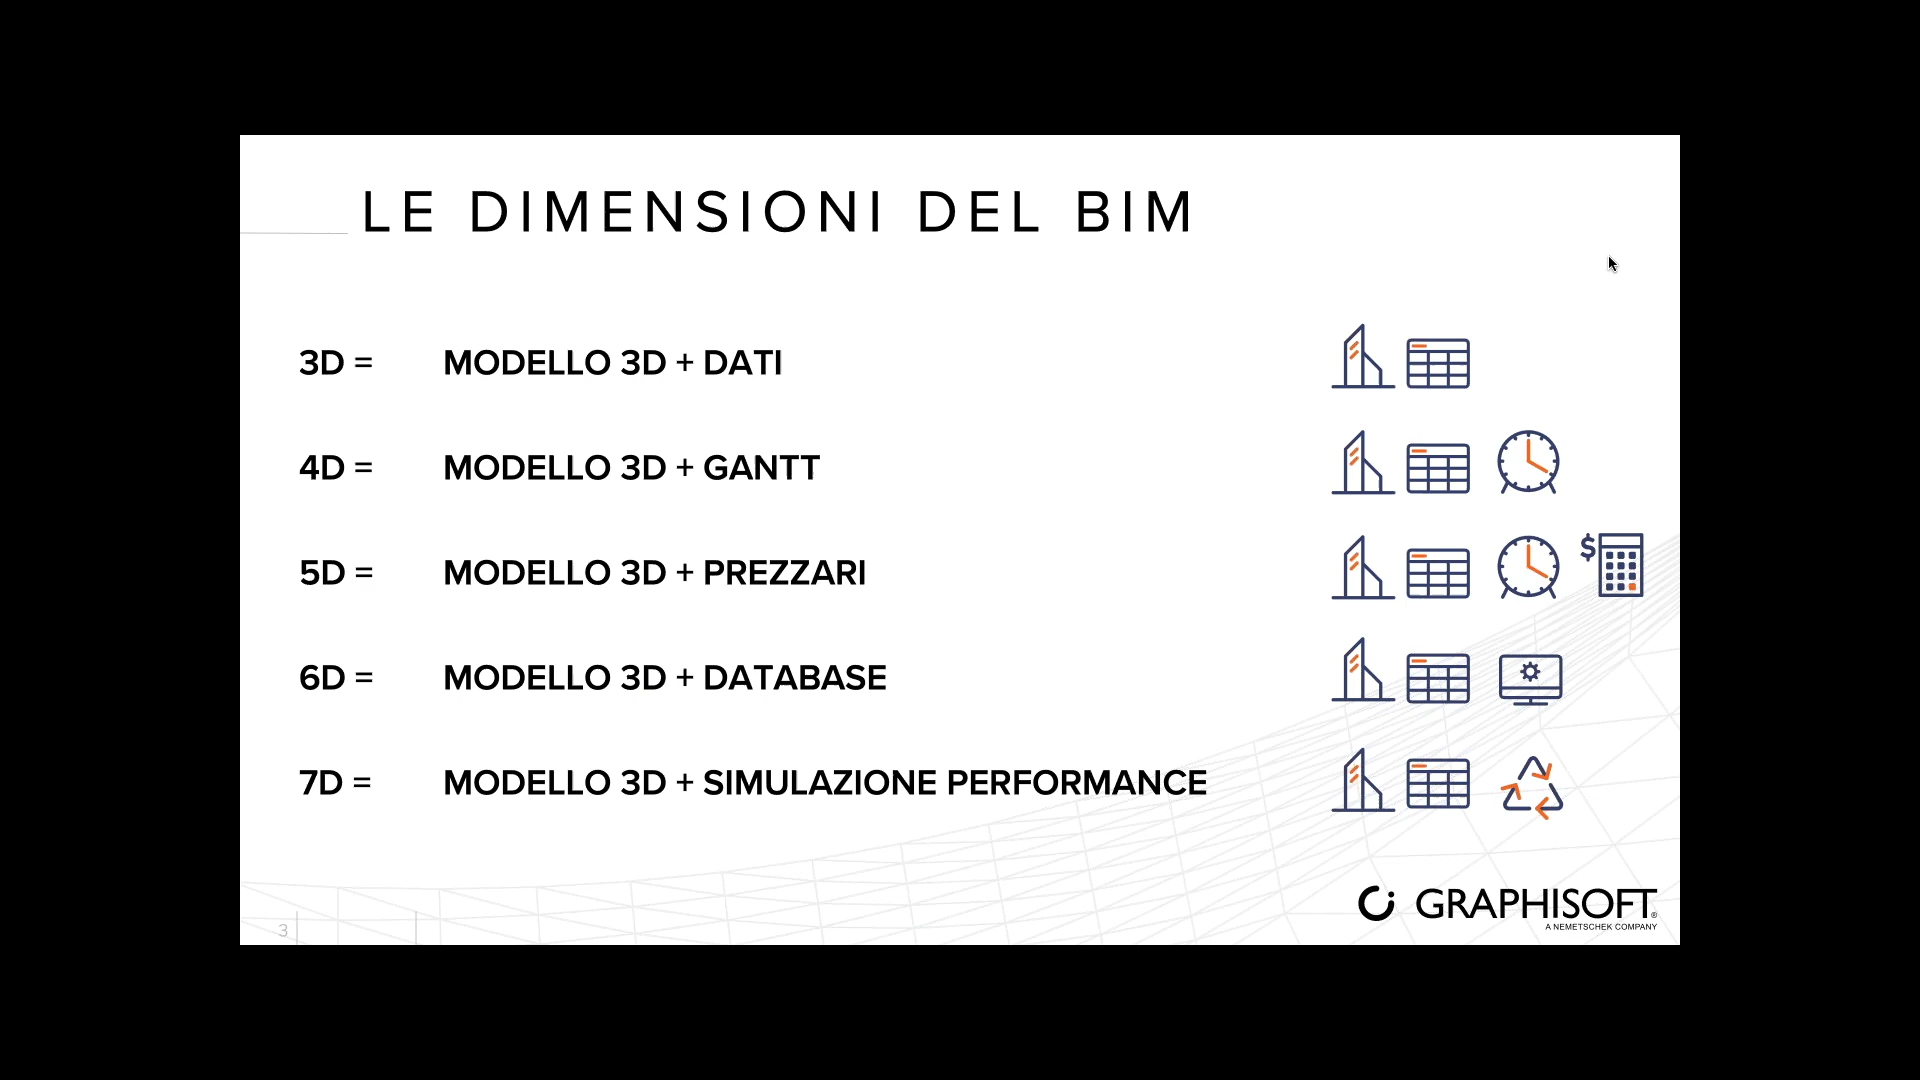 LE DIMENSIONI DEL BIM
3D = MODELLO 3D + DATI
4D = MODELLO 3D + GANTT
5D = MODELLO 3D + PREZZARI
$
6D = MODELLO 3D + DATABASE
7D = MODELLO 3D + SIMULAZIONE PERFORMANCE
GRAPHISOFT®
A NEMETSCHEK COMPANY
3